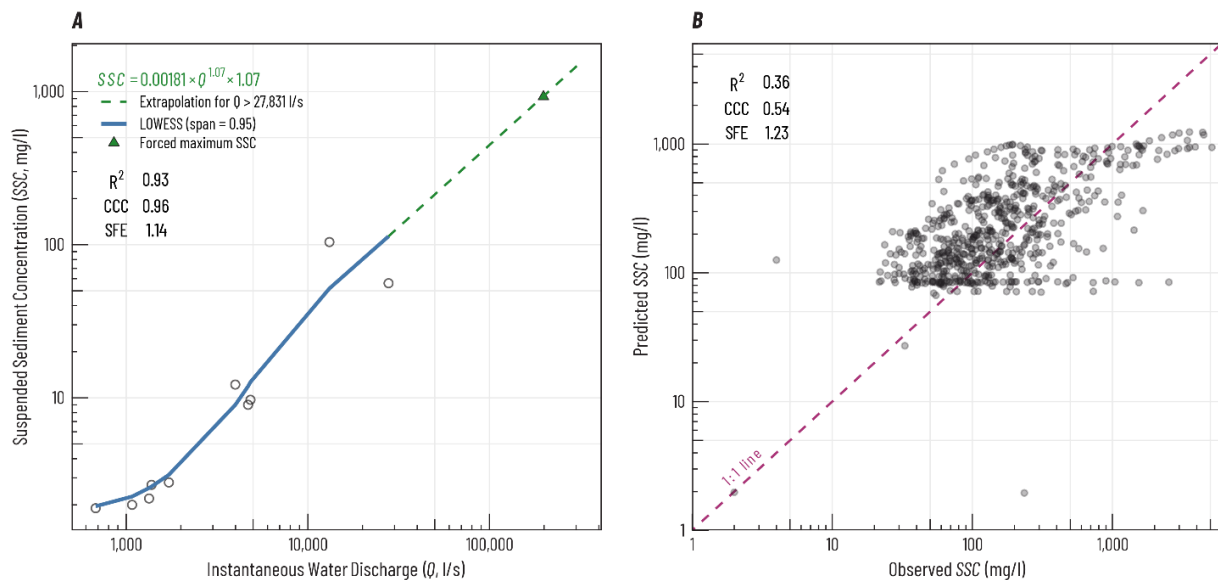 A
SSC = 0.00181 × Q^1.07 × 1.07
Extrapolation for Q > 27,831 l/s
LOWESS (span = 0.95)
Forced maximum SSC
R² 0.93
CCC 0.96
SFE 1.14
1,000
100
10
1,000
10,000
100,000
Suspended Sediment Concentration (SSC, mg/l)
Instantaneous Water Discharge (Q, l/s)
B
R² 0.36
CCC 0.54
SFE 1.23
1,000
100
10
1
1
10
100
1,000
1:1 line
Predicted SSC (mg/l)
Observed SSC (mg/l)